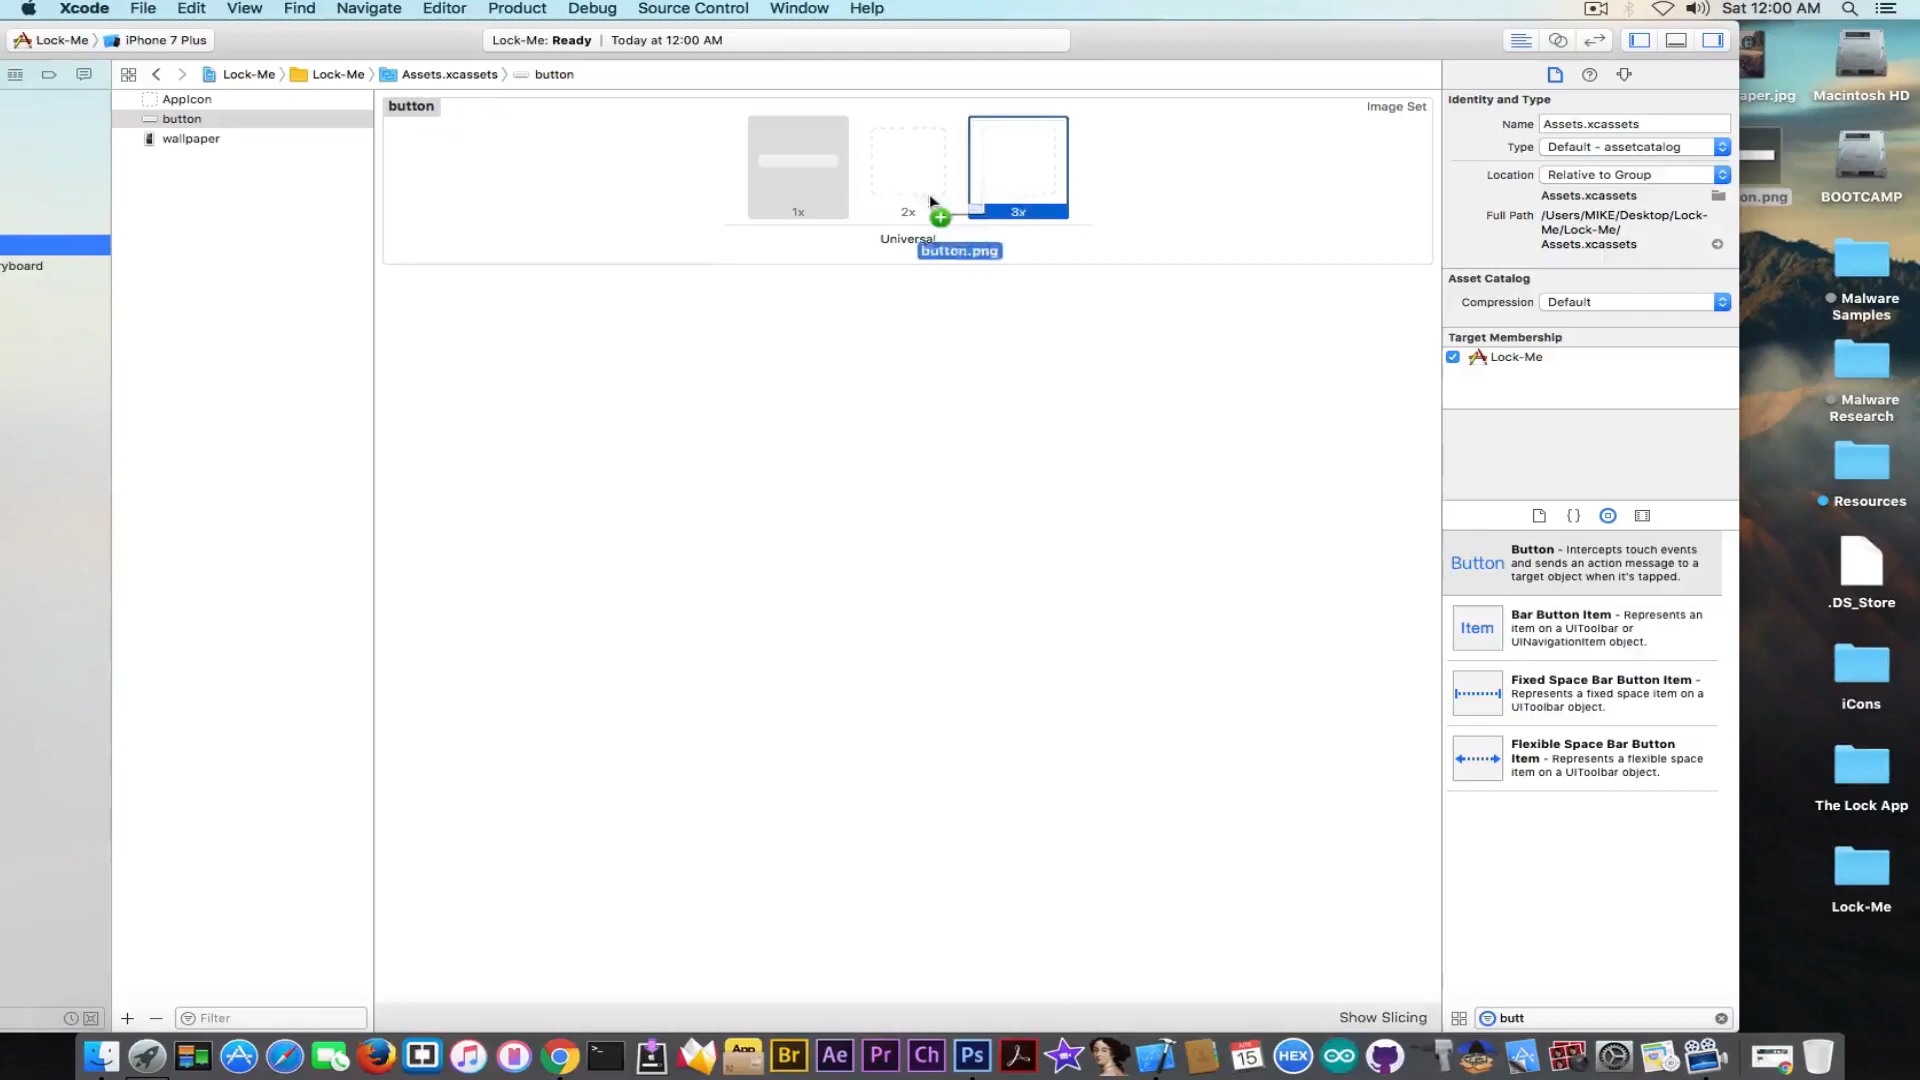 Xcode File Edit View Find Navigate Editor Product Debug Source Control Window Help Sat 12:00 AM
Lock-Me iPhone 7 Plus Lock-Me: Ready | Today at 12:00 AM
Lock-Me Lock-Me Assets.xcassets button
AppIcon
button
wallpaper
yboard
button Image Set
1x 2x 3x
Universal
button.png
Identity and Type
Name Assets.xcassets
Type Default - assetcatalog
Location Relative to Group
Assets.xcassets
Full Path /Users/MIKE/Desktop/Lock-
Me/Lock-Me/
Assets.xcassets
Asset Catalog
Compression Default
Target Membership
Lock-Me
Button Button - Intercepts touch events
and sends an action message to a
target object when it's tapped.
Item Bar Button Item - Represents an
item on a UIToolbar or
UINavigationItem object.
Fixed Space Bar Button Item -
Represents a fixed space item on a
UIToolbar object.
Flexible Space Bar Button
Item - Represents a flexible space
item on a UIToolbar object.
Filter
Show Slicing
butt
aper.jpg
Macintosh HD
on.png
BOOTCAMP
Malware
Samples
Malware
Research
Resources
.DS_Store
iCons
The Lock App
Lock-Me
App Br Ae Pr Ch Ps APR 15 HEX